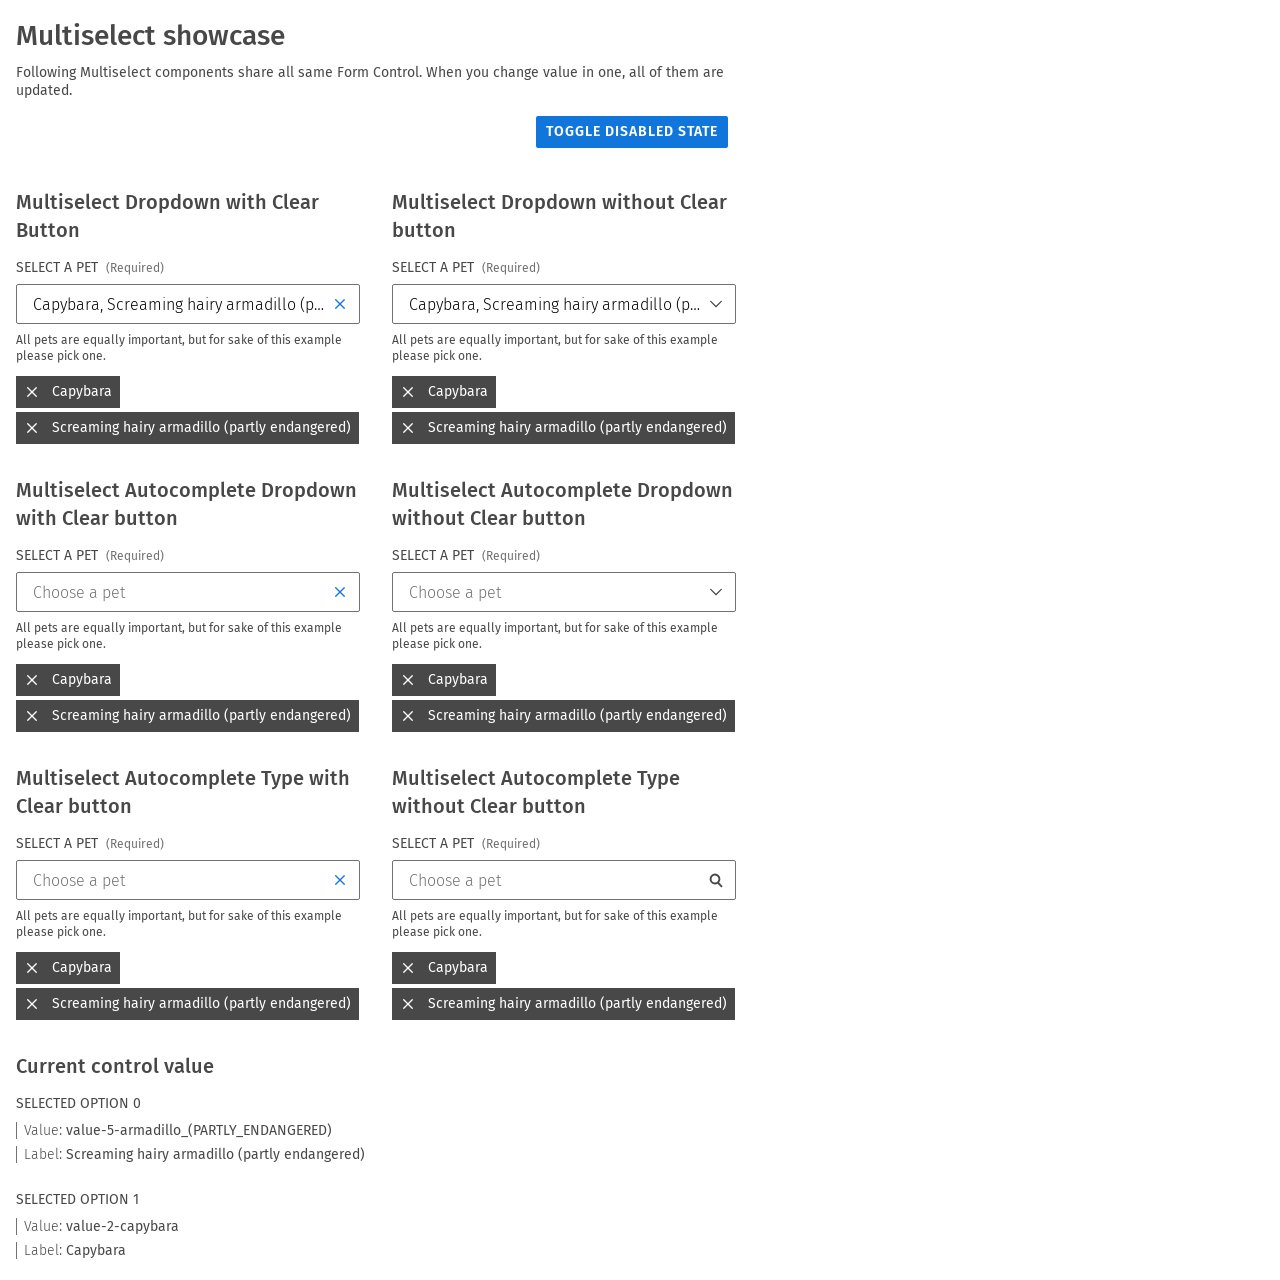 Multiselect showcase
Following Multiselect components share all same Form Control. When you change value in one, all of them are
updated.
TOGGLE DISABLED STATE
Multiselect Dropdown with Clear
Button
SELECT A PET (Required)
Capybara, Screaming hairy armadillo (p...
All pets are equally important, but for sake of this example
please pick one.
Capybara
Screaming hairy armadillo (partly endangered)
Multiselect Dropdown without Clear
button
SELECT A PET (Required)
Capybara, Screaming hairy armadillo (p...
All pets are equally important, but for sake of this example
please pick one.
Capybara
Screaming hairy armadillo (partly endangered)
Multiselect Autocomplete Dropdown
with Clear button
SELECT A PET (Required)
Choose a pet
All pets are equally important, but for sake of this example
please pick one.
Capybara
Screaming hairy armadillo (partly endangered)
Multiselect Autocomplete Dropdown
without Clear button
SELECT A PET (Required)
Choose a pet
All pets are equally important, but for sake of this example
please pick one.
Capybara
Screaming hairy armadillo (partly endangered)
Multiselect Autocomplete Type with
Clear button
SELECT A PET (Required)
Choose a pet
All pets are equally important, but for sake of this example
please pick one.
Capybara
Screaming hairy armadillo (partly endangered)
Multiselect Autocomplete Type
without Clear button
SELECT A PET (Required)
Choose a pet
All pets are equally important, but for sake of this example
please pick one.
Capybara
Screaming hairy armadillo (partly endangered)
Current control value
SELECTED OPTION 0
Value: value-5-armadillo_(PARTLY_ENDANGERED)
Label: Screaming hairy armadillo (partly endangered)
SELECTED OPTION 1
Value: value-2-capybara
Label: Capybara